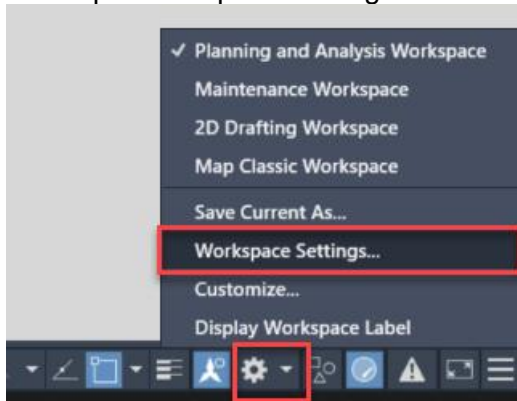 Planning and Analysis Workspace
Maintenance Workspace
2D Drafting Workspace
Map Classic Workspace
Save Current As...
Workspace Settings...
Customize...
Display Workspace Label